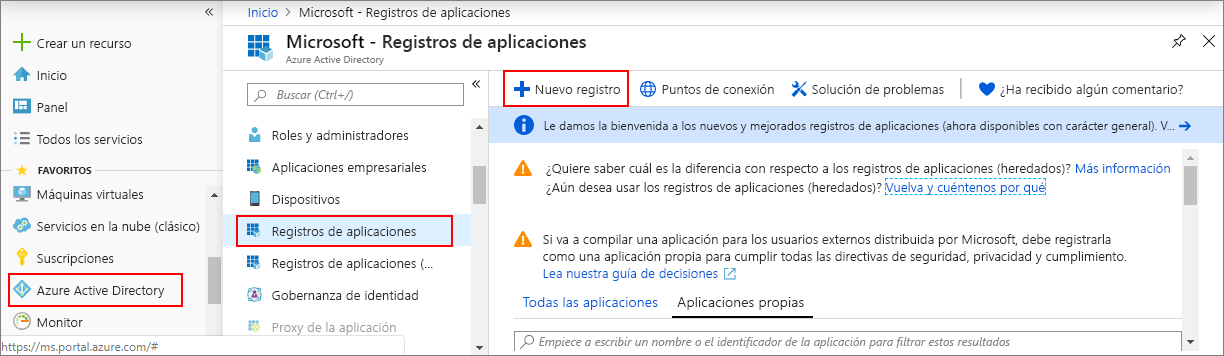 «
Crear un recurso
Inicio
Panel
Todos los servicios
FAVORITOS
Máquinas virtuales
Servicios en la nube (clásico)
Suscripciones
Azure Active Directory
Monitor
https://ms.portal.azure.com/#
Inicio > Microsoft - Registros de aplicaciones
Microsoft - Registros de aplicaciones
Azure Active Directory
Buscar (Ctrl+/)
«
Roles y administradores
Aplicaciones empresariales
Dispositivos
Registros de aplicaciones
Registros de aplicaciones (...
Gobernanza de identidad
Proxy de la aplicación
Nuevo registro
Puntos de conexión
Solución de problemas
¿Ha recibido algún comentario?
Le damos la bienvenida a los nuevos y mejorados registros de aplicaciones (ahora disponibles con carácter general). V... →
¿Quiere saber cuál es la diferencia con respecto a los registros de aplicaciones (heredados)? Más información
¿Aún desea usar los registros de aplicaciones (heredados)? Vuelva y cuéntenos por qué
Si va a compilar una aplicación para los usuarios externos distribuida por Microsoft, debe registrarla
como una aplicación propia para cumplir todas las directivas de seguridad, privacidad y cumplimiento.
Lea nuestra guía de decisiones
Todas las aplicaciones
Aplicaciones propias
Empiece a escribir un nombre o el identificador de la aplicación para filtrar estos resultados